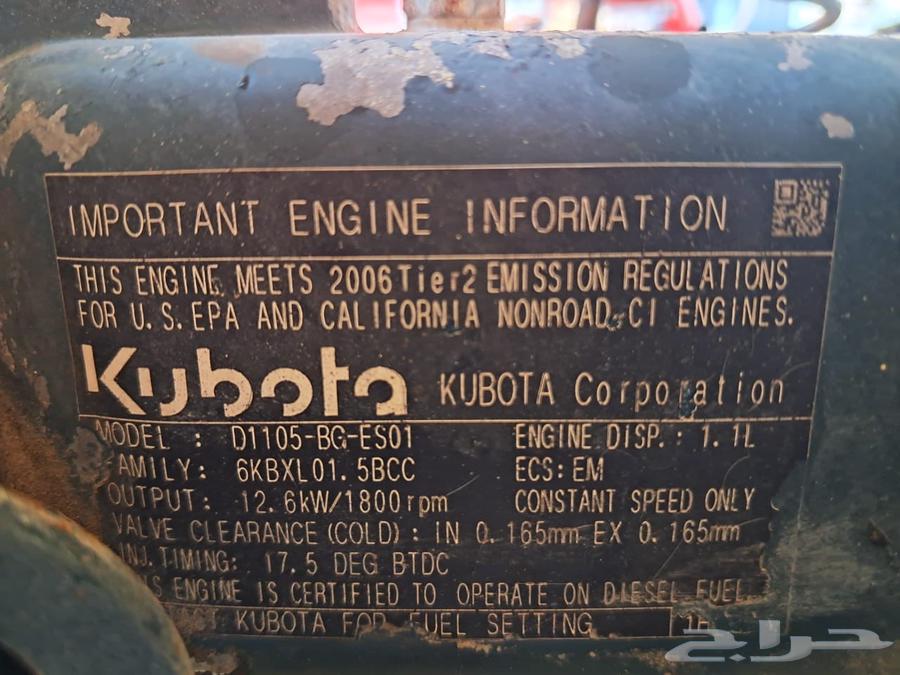 IMPORTANT ENGINE INFORMATION
THIS ENGINE MEETS 2006Tier2 EMISSION REGULATIONS
FOR U.S.EPA AND CALIFORNIA NONROAD CI ENGINES.
Kubota KUBOTA Corporation
MODEL : D1105-BG-ES01 ENGINE DISP.: 1.1L
AMILY: 6KBXL01.5BCC ECS:EM
OUTPUT: 12.6kW/1800rpm CONSTANT SPEED ONLY
VALVE CLEARANCE(COLD): IN 0.165mm EX 0.165mm
INJ.TIMING: 17.5 DEG BTDC
S ENGINE IS CERTIFIED TO OPERATE ON DIESEL FUEL
KUBOTA FOR FUEL SETTING
حراج